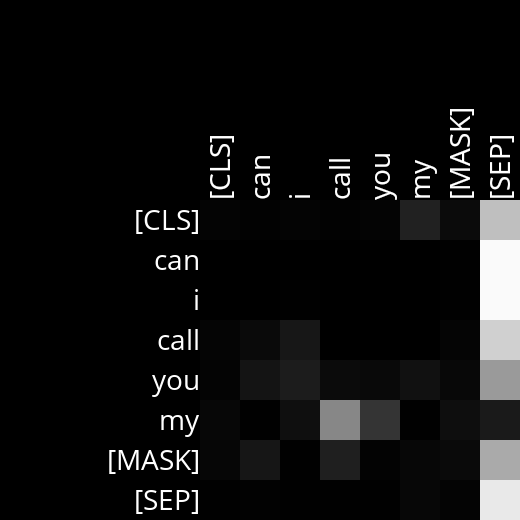 [CLS] can i call you my [MASK] [SEP]
[CLS]
can
i
call
you
my
[MASK]
[SEP]